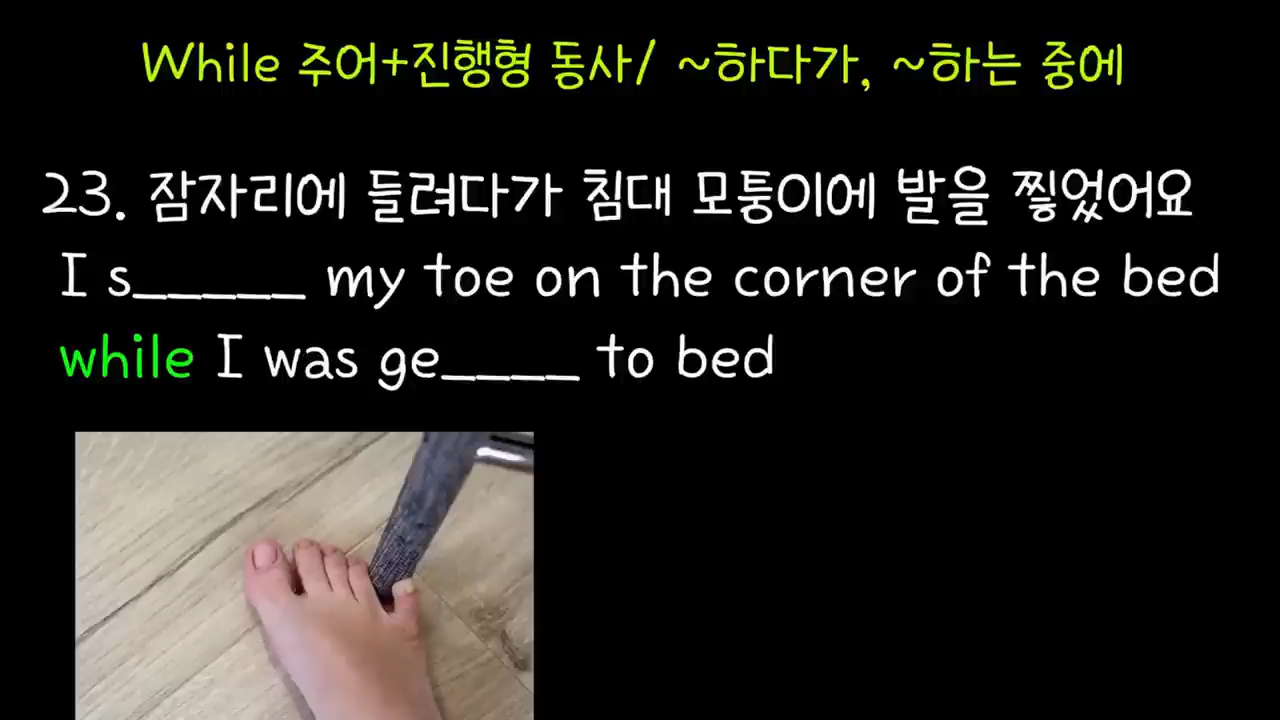 While 주어+진행형 동사/ ~하다가, ~하는 중에
23. 잠자리에 들려다가 침대 모퉁이에 발을 찧었어요
I s_____ my toe on the corner of the bed
while I was ge____ to bed